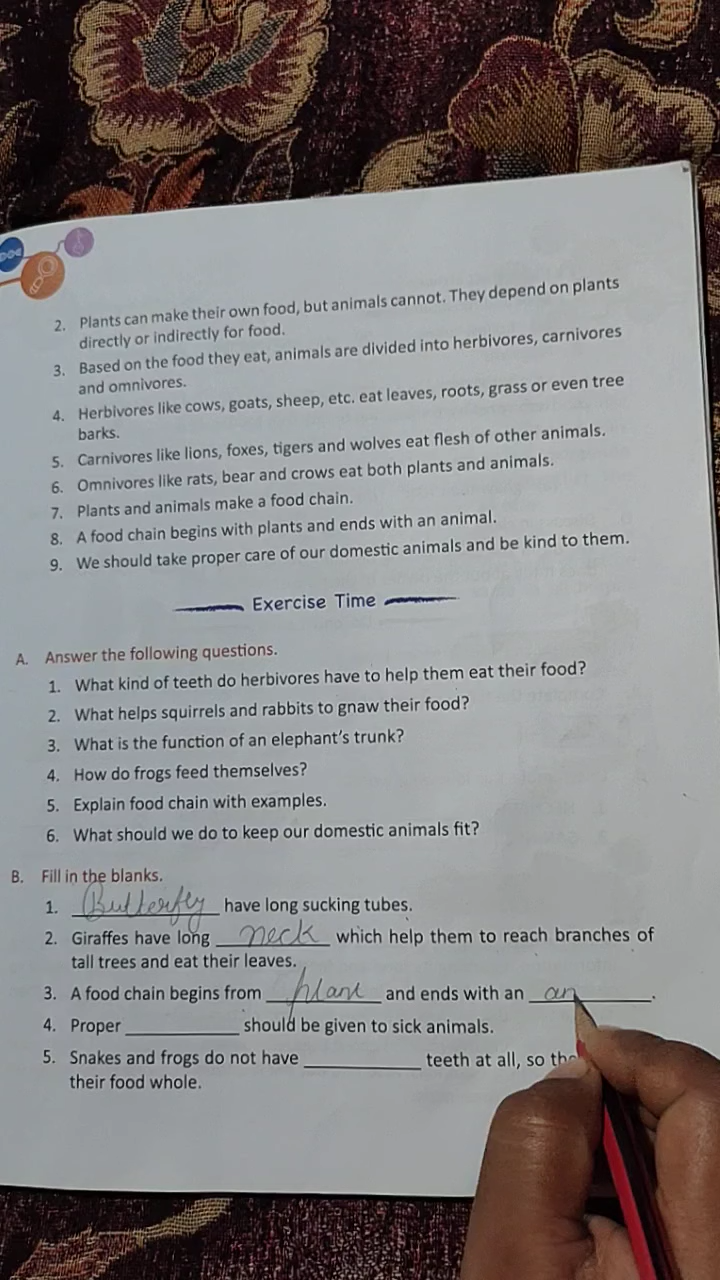 2. Plants can make their own food, but animals cannot. They depend on plants
directly or indirectly for food.
3. Based on the food they eat, animals are divided into herbivores, carnivores
and omnivores.
4. Herbivores like cows, goats, sheep, etc. eat leaves, roots, grass or even tree
barks.
5. Carnivores like lions, foxes, tigers and wolves eat flesh of other animals.
6. Omnivores like rats, bear and crows eat both plants and animals.
7. Plants and animals make a food chain.
8. A food chain begins with plants and ends with an animal.
9. We should take proper care of our domestic animals and be kind to them.
Exercise Time
A. Answer the following questions.
1. What kind of teeth do herbivores have to help them eat their food?
2. What helps squirrels and rabbits to gnaw their food?
3. What is the function of an elephant's trunk?
4. How do frogs feed themselves?
5. Explain food chain with examples.
6. What should we do to keep our domestic animals fit?
B. Fill in the blanks.
1. Butterfly have long sucking tubes.
2. Giraffes have long neck which help them to reach branches of
tall trees and eat their leaves.
3. A food chain begins from plant and ends with an an .
4. Proper should be given to sick animals.
5. Snakes and frogs do not have teeth at all, so
their food whole.